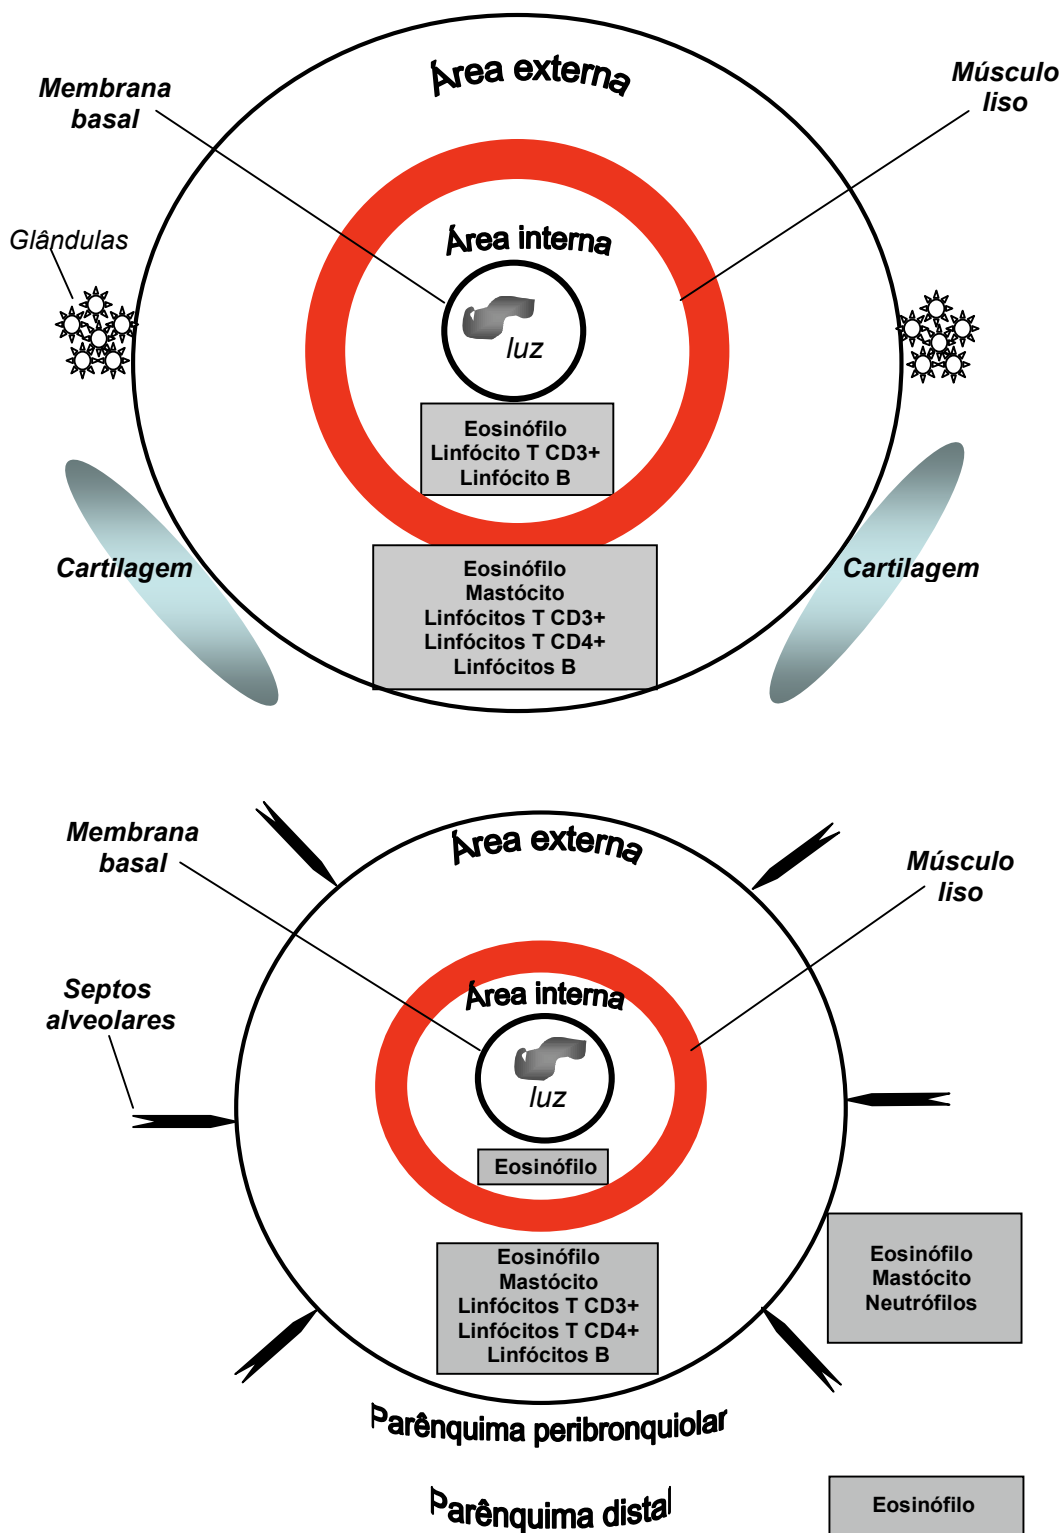 Área externa
Membrana
basal
Músculo
liso
Glândulas
Área interna
luz
Eosinófilo
Linfócito T CD3+
Linfócito B
Cartilagem
Cartilagem
Eosinófilo
Mastócito
Linfócitos T CD3+
Linfócitos T CD4+
Linfócitos B
Área externa
Membrana
basal
Músculo
liso
Septos
alveolares
Área interna
luz
Eosinófilo
Eosinófilo
Mastócito
Linfócitos T CD3+
Linfócitos T CD4+
Linfócitos B
Eosinófilo
Mastócito
Neutrófilos
Parênquima peribronquiolar
Parênquima distal
Eosinófilo